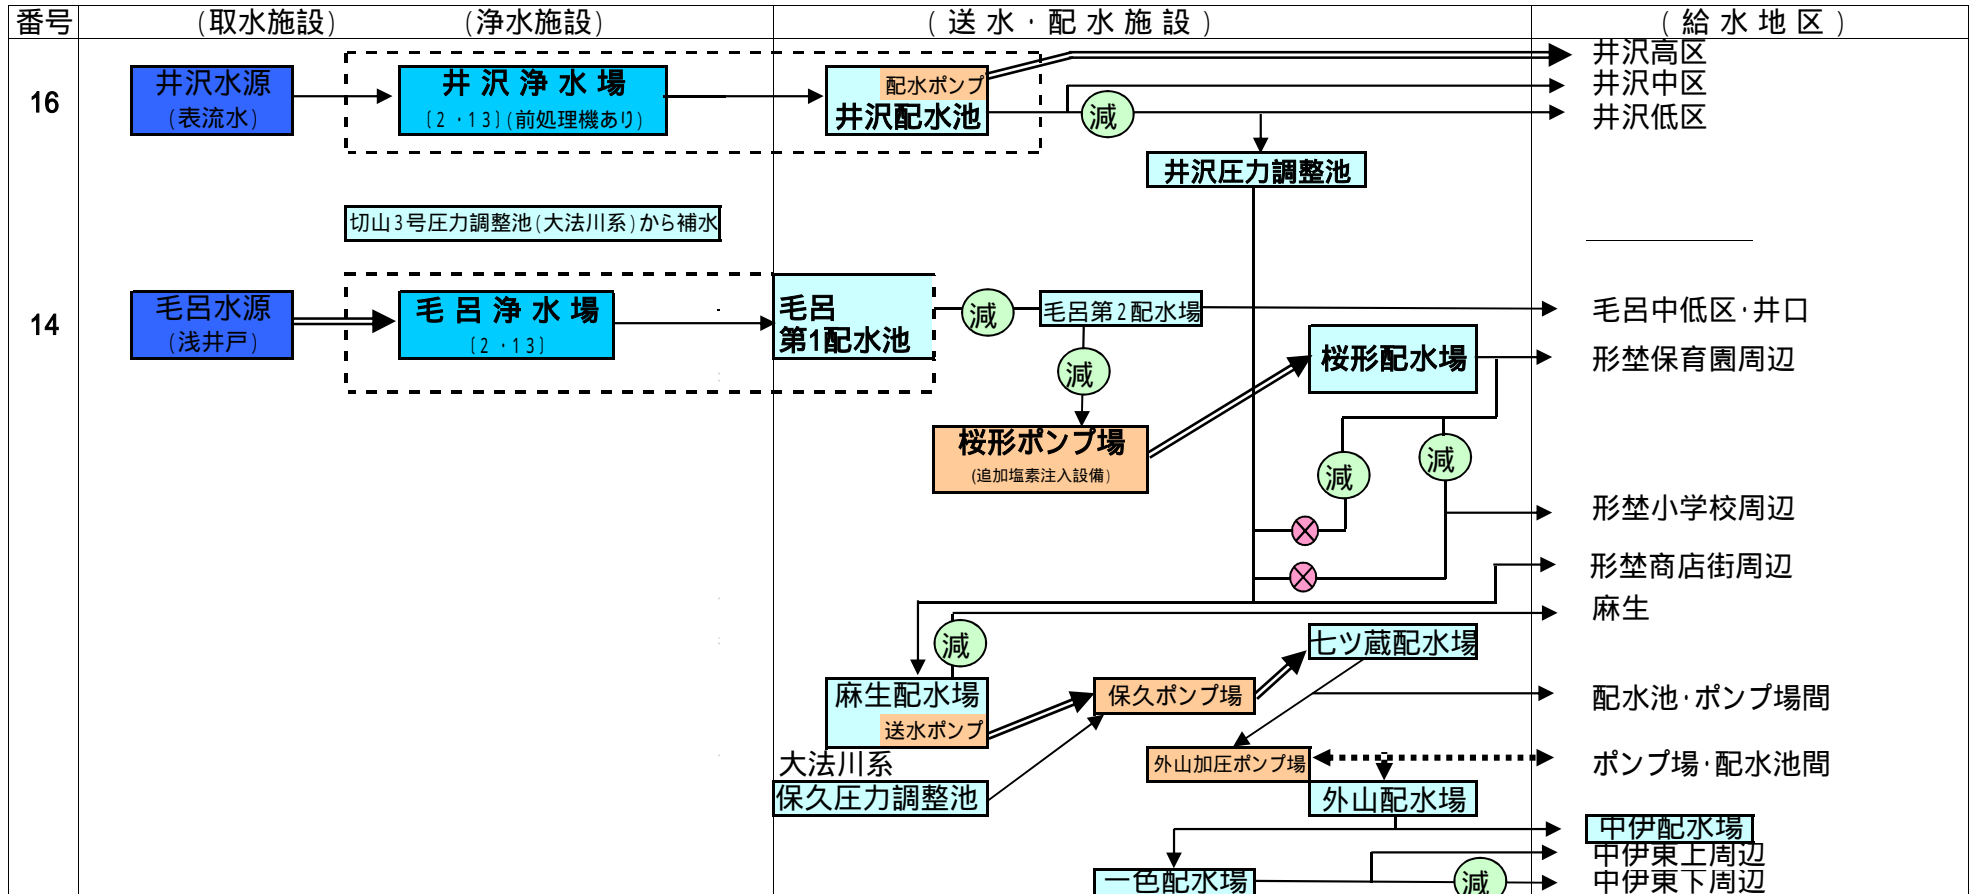 番号 (取水施設) (浄水施設) (送水・配水施設) (給水地区)
井沢高区
井沢水源 井沢浄水場 配水ポンプ 井沢中区
16 (表流水) [2・13](前処理機あり) 井沢配水池 減 井沢低区
井沢圧力調整池
切山3号圧力調整池(大法川系)から補水
毛呂水源 毛呂浄水場 毛呂 減 毛呂第2配水場 毛呂中低区・井口
14 (浅井戸) [2・13] 第1配水池
桜形配水場 形埜保育園周辺
減
桜形ポンプ場
(追加塩素注入設備)
減 減
形埜小学校周辺
形埜商店街周辺
麻生
減 七ツ蔵配水場
麻生配水場 保久ポンプ場 配水池・ポンプ場間
送水ポンプ
大法川系 外山加圧ポンプ場 ポンプ場・配水池間
保久圧力調整池 外山配水場
中伊配水場
中伊東上周辺
一色配水場 減 中伊東下周辺